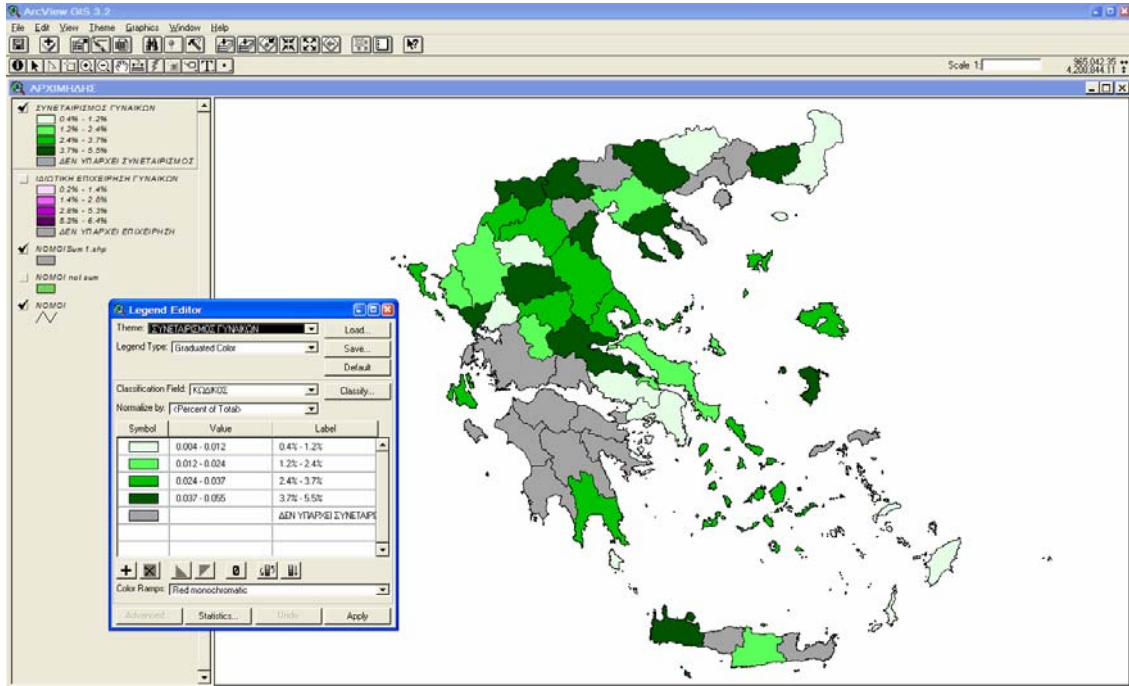 ArcView GIS 3.2
File Edit View Theme Graphics Window Help
Scale 1:
965,042.35
4,200,844.11
ΑΡΧΙΜΗΔΗΣ
ΣΥΝΕΤΑΙΡΙΣΜΟΣ ΓΥΝΑΙΚΩΝ
0.4% - 1.2%
1.2% - 2.4%
2.4% - 3.7%
3.7% - 5.5%
ΔΕΝ ΥΠΑΡΧΕΙ ΣΥΝΕΤΑΙΡΙΣΜΟΣ
ΙΔΙΩΤΙΚΗ ΕΠΙΧΕΙΡΗΣΗ ΓΥΝΑΙΚΩΝ
0.2% - 1.4%
1.4% - 2.8%
2.8% - 5.3%
5.3% - 6.4%
ΔΕΝ ΥΠΑΡΧΕΙ ΕΠΙΧΕΙΡΗΣΗ
NOMOISum 1.shp
NOMOI not sum
NOMOI
Legend Editor
Theme: ΣΥΝΕΤΑΙΡΙΣΜΟΣ ΓΥΝΑΙΚΩΝ
Load...
Legend Type: Graduated Color
Save...
Default
Classification Field: ΚΩΔΙΚΟΣ
Classify...
Normalize by: <Percent of Total>
Symbol Value Label
0.004 - 0.012 0.4% - 1.2%
0.012 - 0.024 1.2% - 2.4%
0.024 - 0.037 2.4% - 3.7%
0.037 - 0.055 3.7% - 5.5%
ΔΕΝ ΥΠΑΡΧΕΙ ΣΥΝΕΤΑΙΡΙΣ
Color Ramps: Red monochromatic
Advanced... Statistics... Undo Apply